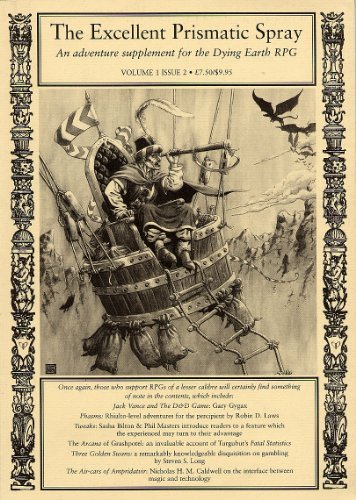 The Excellent Prismatic Spray
An adventure supplement for the Dying Earth RPG
VOLUME 1 ISSUE 2 • £7.50/$9.95
Once again, those who support RPGs of a lesser calibre will certainly find something
of note in the contents, which include:
Jack Vance and The D&D Game: Gary Gygax
Phaans: Rhialto-level adventures for the percipient by Robin D. Laws
Tweaks: Sasha Bilton & Phil Masters introduce readers to a feature which
the experienced may turn to their advantage
The Arcana of Grashpotel: an invaluable account of Turgobut's Fatal Statistics
Three Golden Swans: a remarkably knowledgeable disquisition on gambling
by Steven S. Long
The Air-cars of Ampridatvir: Nicholas H. M. Caldwell on the interface between
magic and technology